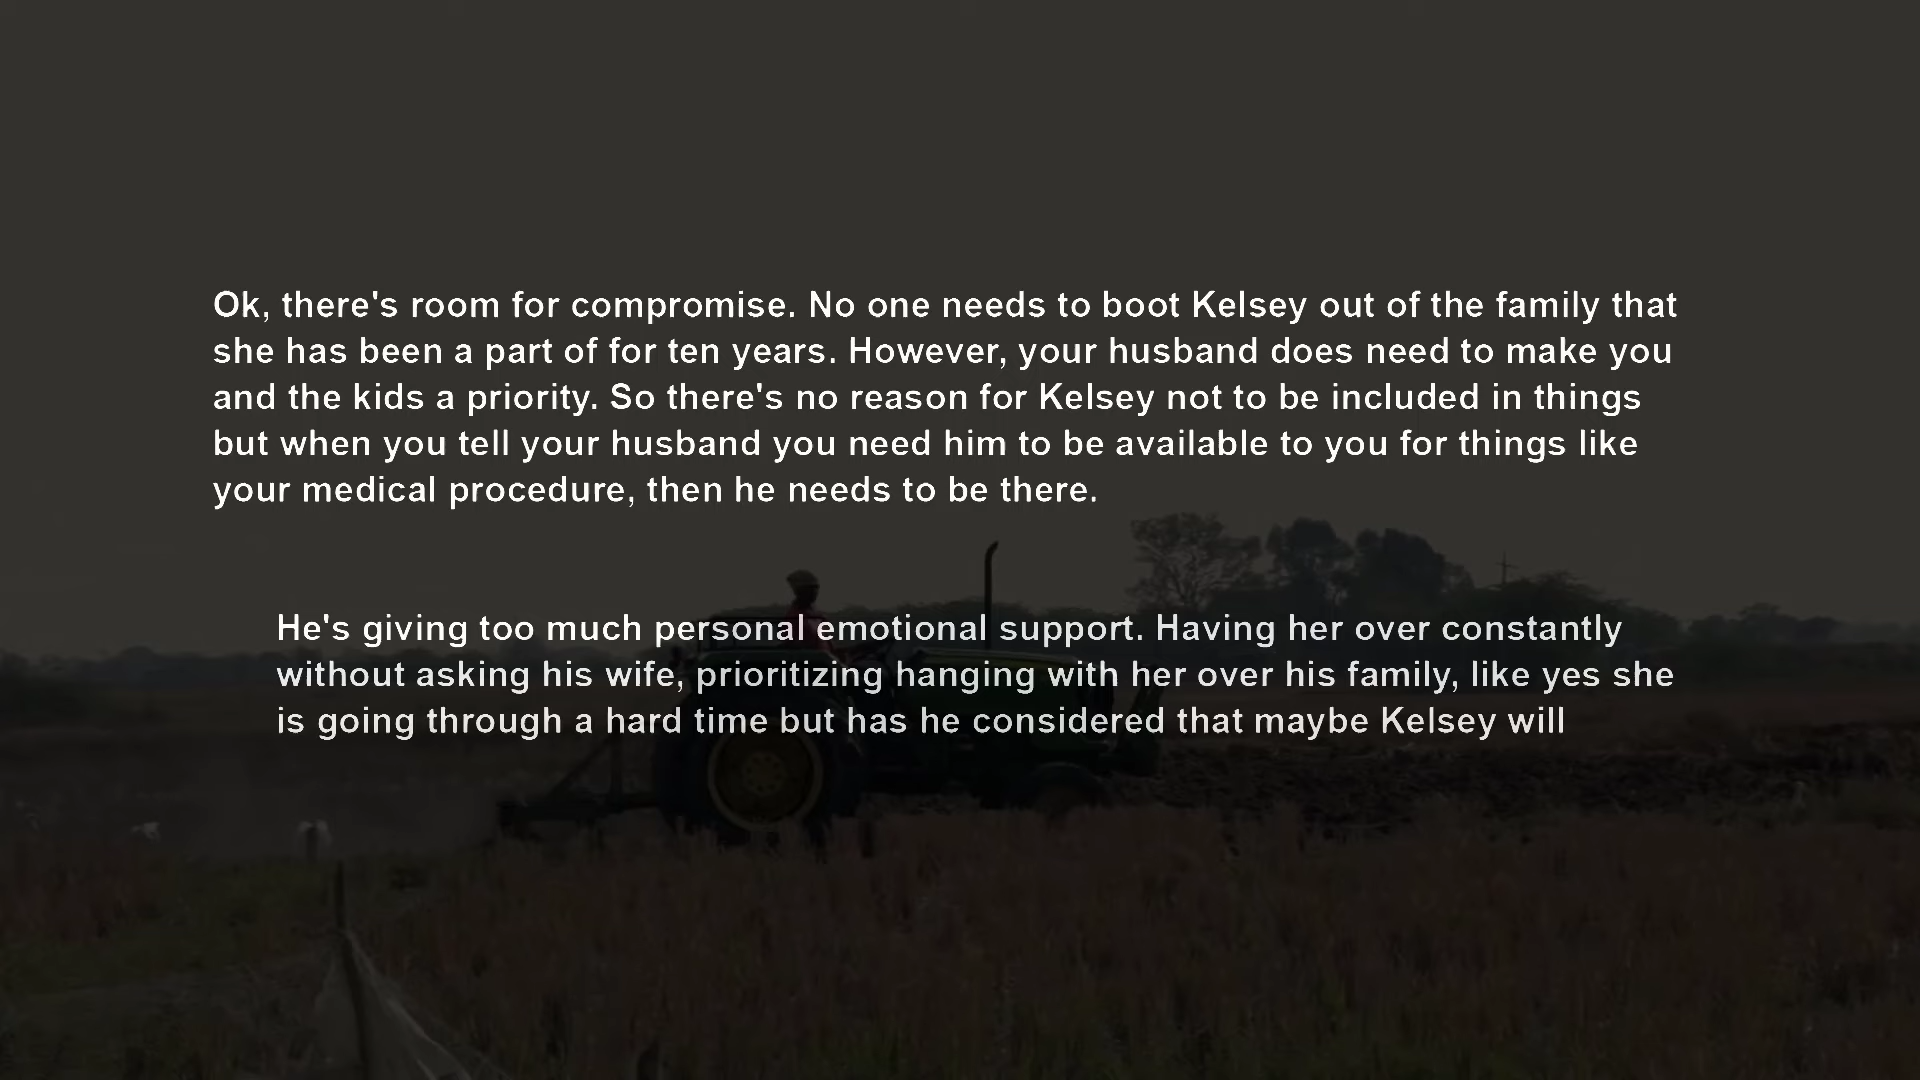 Ok, there's room for compromise. No one needs to boot Kelsey out of the family that
she has been a part of for ten years. However, your husband does need to make you
and the kids a priority. So there's no reason for Kelsey not to be included in things
but when you tell your husband you need him to be available to you for things like
your medical procedure, then he needs to be there.
He's giving too much personal emotional support. Having her over constantly
without asking his wife, prioritizing hanging with her over his family, like yes she
is going through a hard time but has he considered that maybe Kelsey will